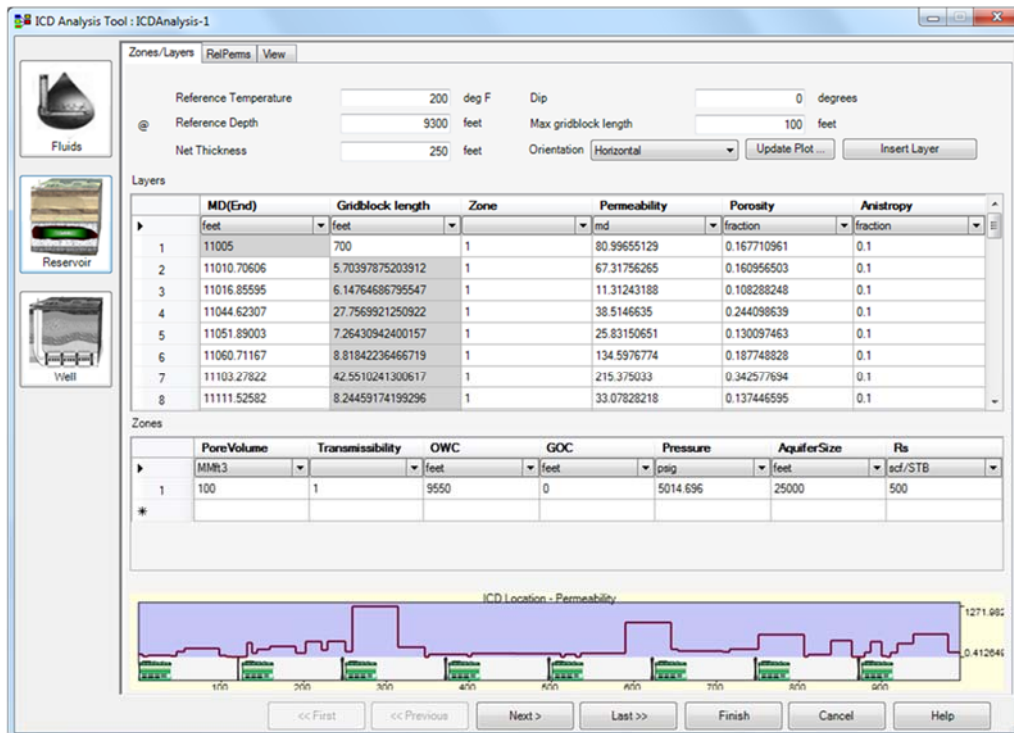 ICD Analysis Tool : ICDAnalysis-1
Zones/Layers RelPerms View
Fluids
Reservoir
Well
Reference Temperature 200 deg F Dip 0 degrees
@ Reference Depth 9300 feet Max gridblock length 100 feet
Net Thickness 250 feet Orientation Horizontal Update Plot ... Insert Layer
Layers
MD(End) Gridblock length Zone Permeability Porosity Anistropy
feet feet md fraction fraction
1 11005 700 1 80.99655129 0.167710961 0.1
2 11010.70606 5.70397875203912 1 67.31756265 0.160956503 0.1
3 11016.85595 6.14764686795547 1 11.31243188 0.108288248 0.1
4 11044.62307 27.7569921250922 1 38.5146635 0.244098639 0.1
5 11051.89003 7.26430942400157 1 25.83150651 0.130097463 0.1
6 11060.71167 8.81842236466719 1 134.5976774 0.187748828 0.1
7 11103.27822 42.5510241300617 1 215.375033 0.342577694 0.1
8 11111.52582 8.24459174199296 1 33.07828218 0.137446595 0.1
Zones
PoreVolume Transmissibility OWC GOC Pressure AquiferSize Rs
MMft3 feet feet psig feet scf/STB
1 100 1 9550 0 5014.696 25000 500
*
ICD Location - Permeability
1271.982
0.412649
100 200 300 400 500 600 700 800 900
<< First << Previous Next > Last >> Finish Cancel Help